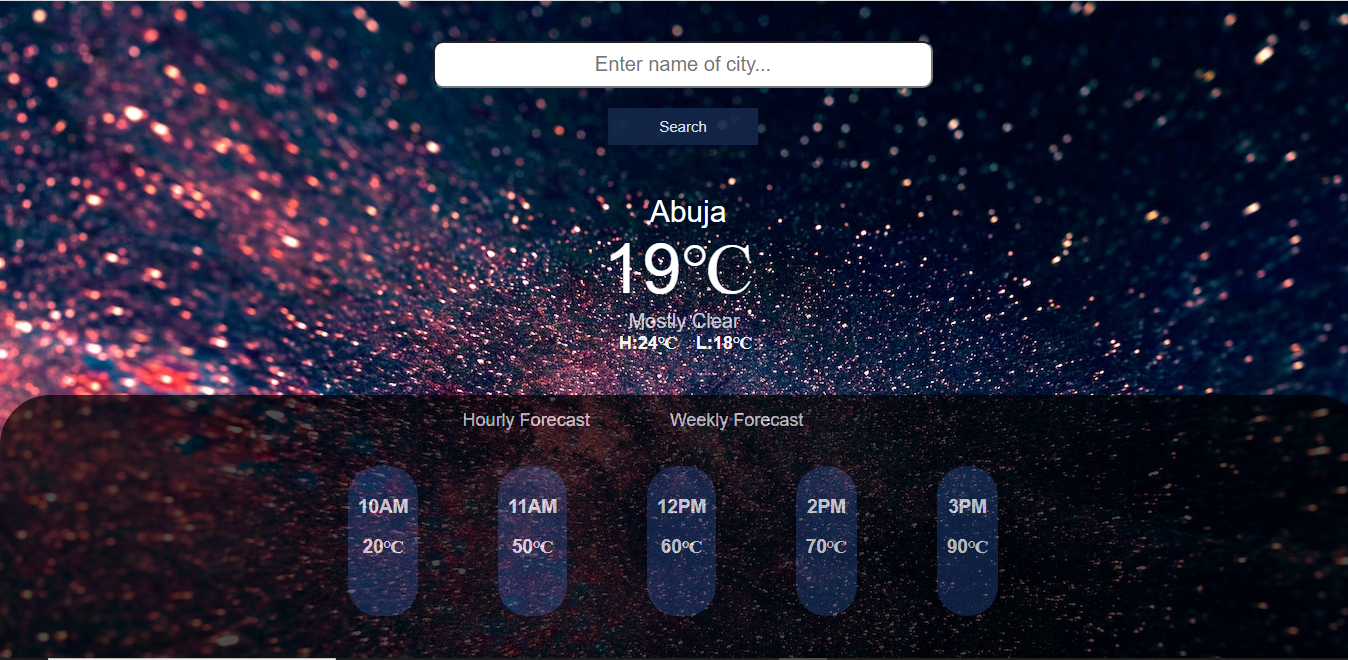 Enter name of city...
Search
Abuja
19℃
Mostly Clear
H:24℃ L:18℃
Hourly Forecast Weekly Forecast
10AM 11AM 12PM 2PM 3PM
20℃ 50℃ 60℃ 70℃ 90℃